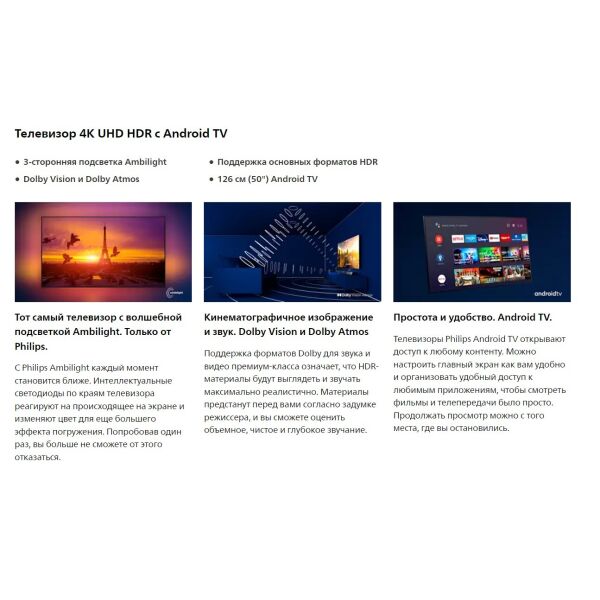 Телевизор 4K UHD HDR с Android TV
• 3-сторонняя подсветка Ambilight
• Поддержка основных форматов HDR
• Dolby Vision и Dolby Atmos
• 126 см (50") Android TV
ambilight
Dolby Vision·Atmos
androidtv
Тот самый телевизор с волшебной
подсветкой Ambilight. Только от
Philips.
С Philips Ambilight каждый момент
становится ближе. Интеллектуальные
светодиоды по краям телевизора
реагируют на происходящее на экране и
изменяют цвет для еще большего
эффекта погружения. Попробовав один
раз, вы больше не сможете от этого
отказаться.
Кинематографичное изображение
и звук. Dolby Vision и Dolby Atmos
Поддержка форматов Dolby для звука и
видео премиум-класса означает, что HDR-
материалы будут выглядеть и звучать
максимально реалистично. Материалы
предстанут перед вами согласно задумке
режиссера, и вы сможете оценить
объемное, чистое и глубокое звучание.
Простота и удобство. Android TV.
Телевизоры Philips Android TV открывают
доступ к любому контенту. Можно
настроить главный экран как вам удобно
и организовать удобный доступ к
любимым приложениям, чтобы смотреть
фильмы и телепередачи было просто.
Продолжать просмотр можно с того
места, где вы остановились.